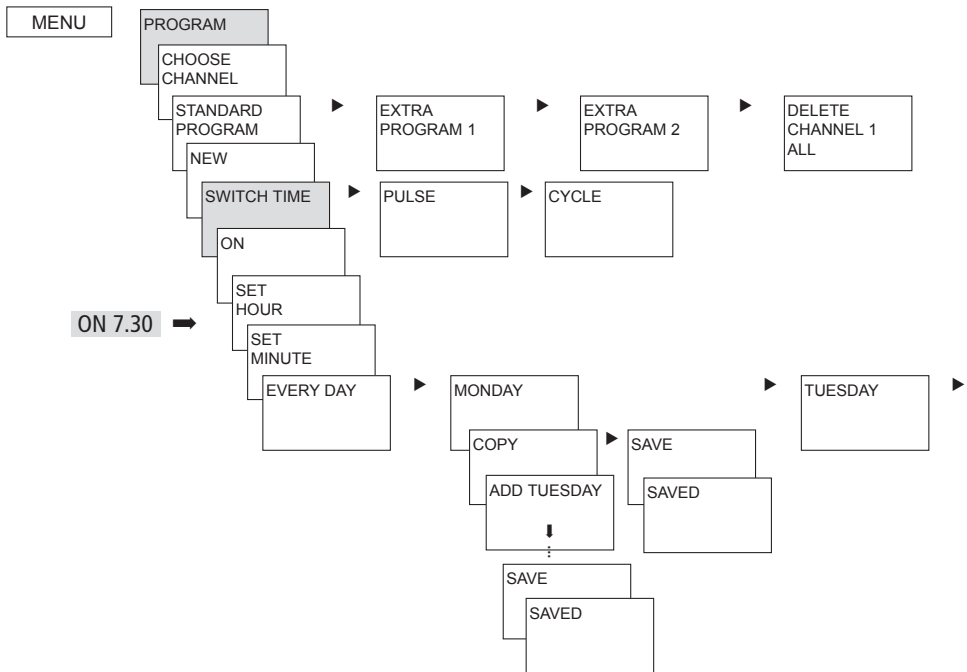 MENU
PROGRAM
CHOOSE
CHANNEL
STANDARD
PROGRAM
EXTRA
PROGRAM 1
EXTRA
PROGRAM 2
DELETE
CHANNEL 1
ALL
NEW
SWITCH TIME
PULSE
CYCLE
ON
SET
HOUR
ON 7.30
SET
MINUTE
EVERY DAY
MONDAY
TUESDAY
COPY
SAVE
ADD TUESDAY
SAVED
SAVE
SAVED